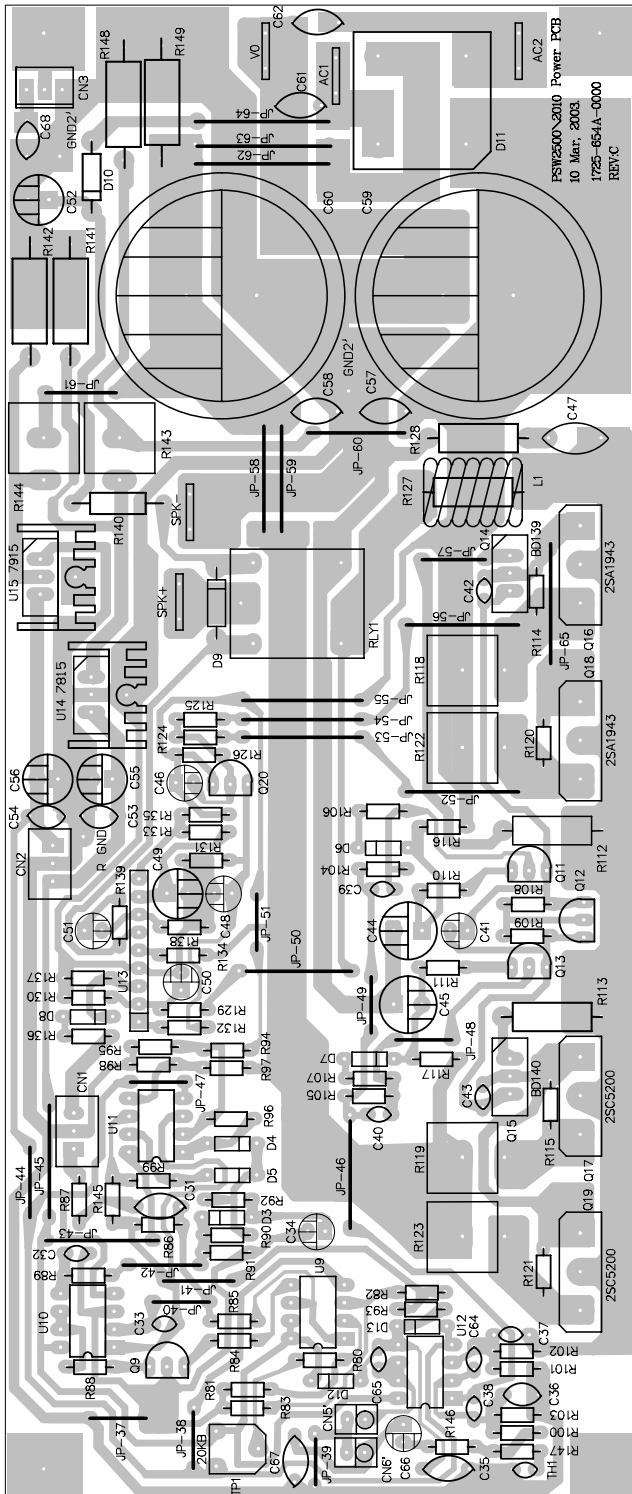 C62
V0
AC1
AC2
C61
R148
R149
CN3
C68
GND2'
D10
C52
R142
R141
JP-64
JP-63
JP-62
D11
PSW2500\2010 Power PCB
10 Mar, 2003.
1725-654A-0000
REV:C
C60
C59
JP-61
C58
GND2'
C57
R143
R144
R140
JP-58
JP-59
JP-60
R128
C47
R127
L1
SPK-
SPK+
U15 7915
D9
RLY1
JP-57
Q14
BD139
C42
2SA1943
JP-56
R114
JP-65
Q16
Q18
R118
U14 7815
R125
R124
R126
JP-55
JP-54
JP-53
R122
R120
2SA1943
JP-52
C56
C54
C55
C53
CN2
R GND
C46
Q20
R135
R133
R131
R106
D6
R104
C39
R116
R110
R112
Q11
Q12
R108
R109
Q13
C49
C48
R139
C51
R138
R134
JP-51
JP-50
C44
C41
C50
U13
R137
R130
D8
R136
R129
R132
JP-49
C45
R111
R113
JP-48
R95
R98
R94
R97
D7
R107
R105
C40
R117
C43
BD140
Q15
R115
2SC5200
Q17
Q19
CN1
U11
JP-47
R96
D4
D5
JP-44
JP-45
JP-46
R119
R99
C31
R87
R145
R92
D3
R90
R91
C34
R86
JP-43
C32
R89
JP-42
JP-41
JP-40
R123
R121
2SC5200
U10
C33
Q9
R88
R85
R84
U9
R82
R93
D13
U12
C64
C37
R102
R101
R80
D12
C65
C38
C36
R103
R100
R147
R81
R83
JP-37
JP-38
20KB
TP1
C67
JP-39
CN5'
CN6'
C66
R146
C35
TH1